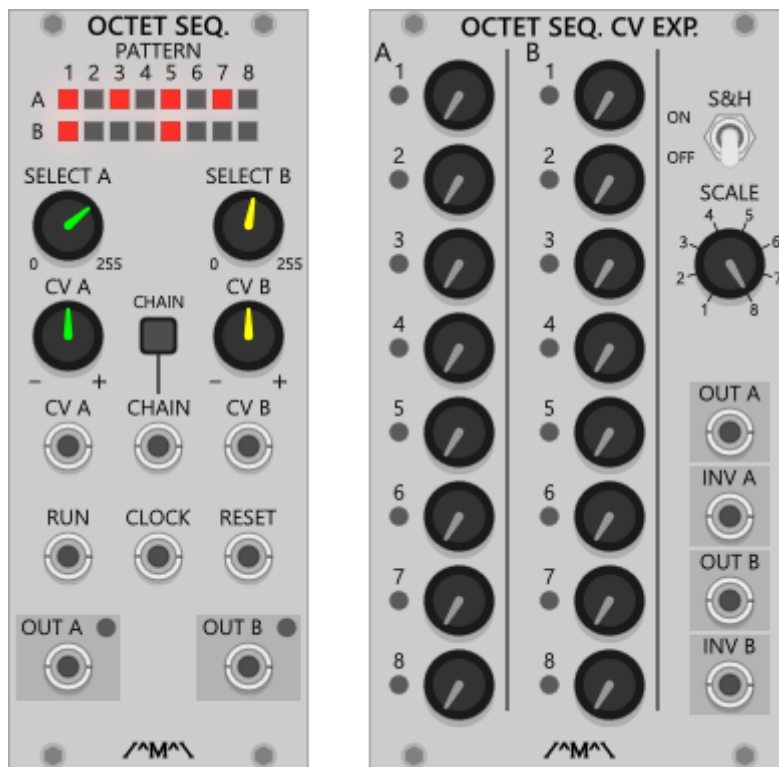 OCTET SEQ.
PATTERN
1 2 3 4 5 6 7 8
A
B
SELECT A SELECT B
0 255 0 255
CV A CHAIN CV B
- + - +
CV A CHAIN CV B
RUN CLOCK RESET
OUT A OUT B
/^M^\
OCTET SEQ. CV EXP.
A B
1 1
2 2
3 3
4 4
5 5
6 6
7 7
8 8
S&H
ON
OFF
SCALE
4 5
3 6
2 7
1 8
OUT A
INV A
OUT B
INV B
/^M^\